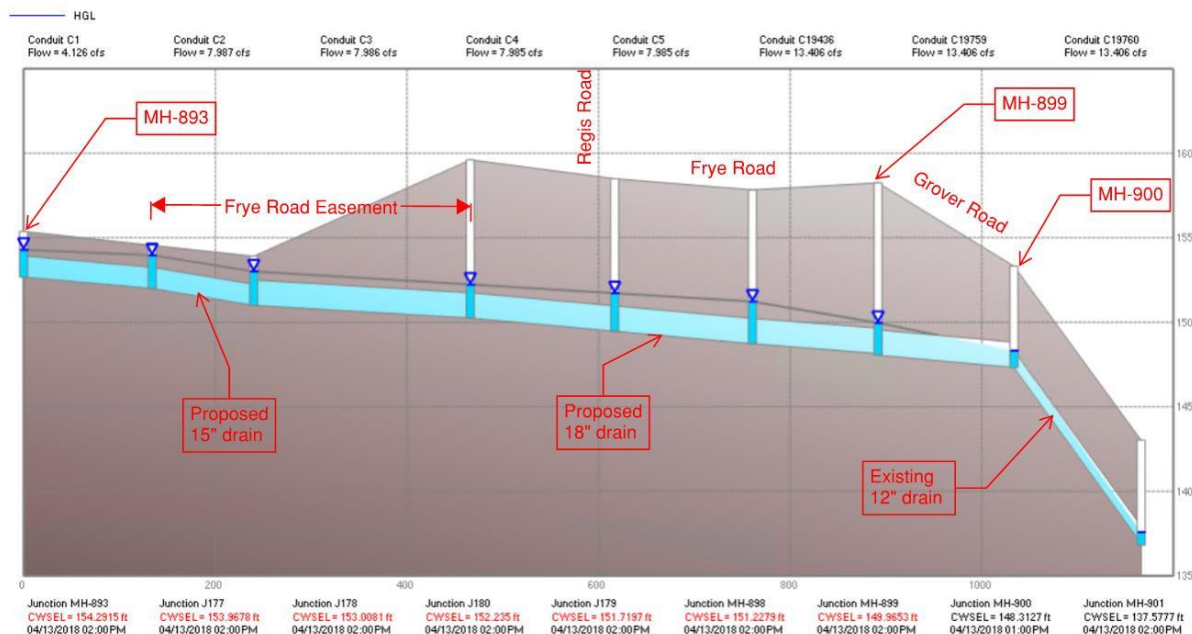 HGL
Conduit C1
Flow = 4.126 cfs
Conduit C2
Flow = 7.987 cfs
Conduit C3
Flow = 7.986 cfs
Conduit C4
Flow = 7.985 cfs
Conduit C5
Flow = 7.985 cfs
Conduit C19436
Flow = 13.406 cfs
Conduit C19759
Flow = 13.406 cfs
Conduit C19760
Flow = 13.406 cfs
MH-893
Regis Road
MH-899
Frye Road
Grover Road
MH-900
Frye Road Easement
Proposed
15" drain
Proposed
18" drain
Existing
12" drain
160
155
150
145
140
135
0
200
400
600
800
1000
Junction MH-893
CWSEL = 154.2915 ft
04/13/2018 02:00PM
Junction J177
CWSEL = 153.9678 ft
04/13/2018 02:00PM
Junction J178
CWSEL = 153.0081 ft
04/13/2018 02:00PM
Junction J180
CWSEL = 152.235 ft
04/13/2018 02:00PM
Junction J179
CWSEL = 151.7197 ft
04/13/2018 02:00PM
Junction MH-898
CWSEL = 151.2279 ft
04/13/2018 02:00PM
Junction MH-899
CWSEL = 149.9653 ft
04/13/2018 02:00PM
Junction MH-900
CWSEL = 148.3127 ft
04/13/2018 01:00PM
Junction MH-901
CWSEL = 137.5777 ft
04/13/2018 02:00PM